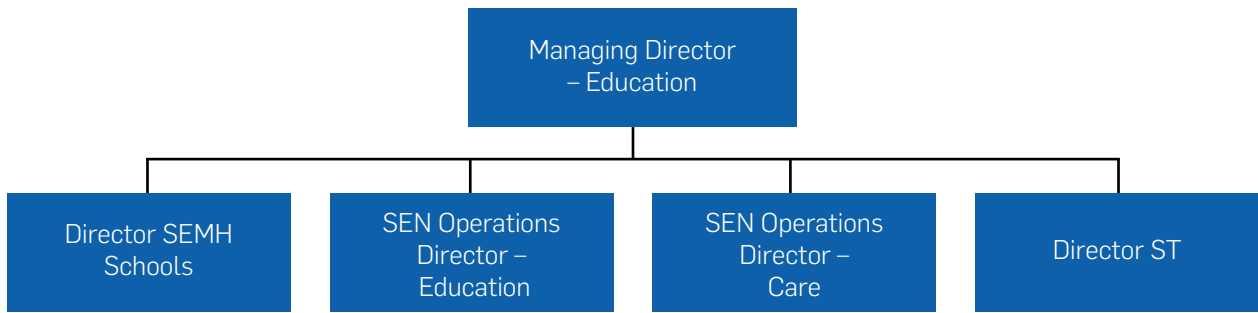 Managing Director
– Education
Director SEMH
Schools
SEN Operations
Director –
Education
SEN Operations
Director –
Care
Director ST